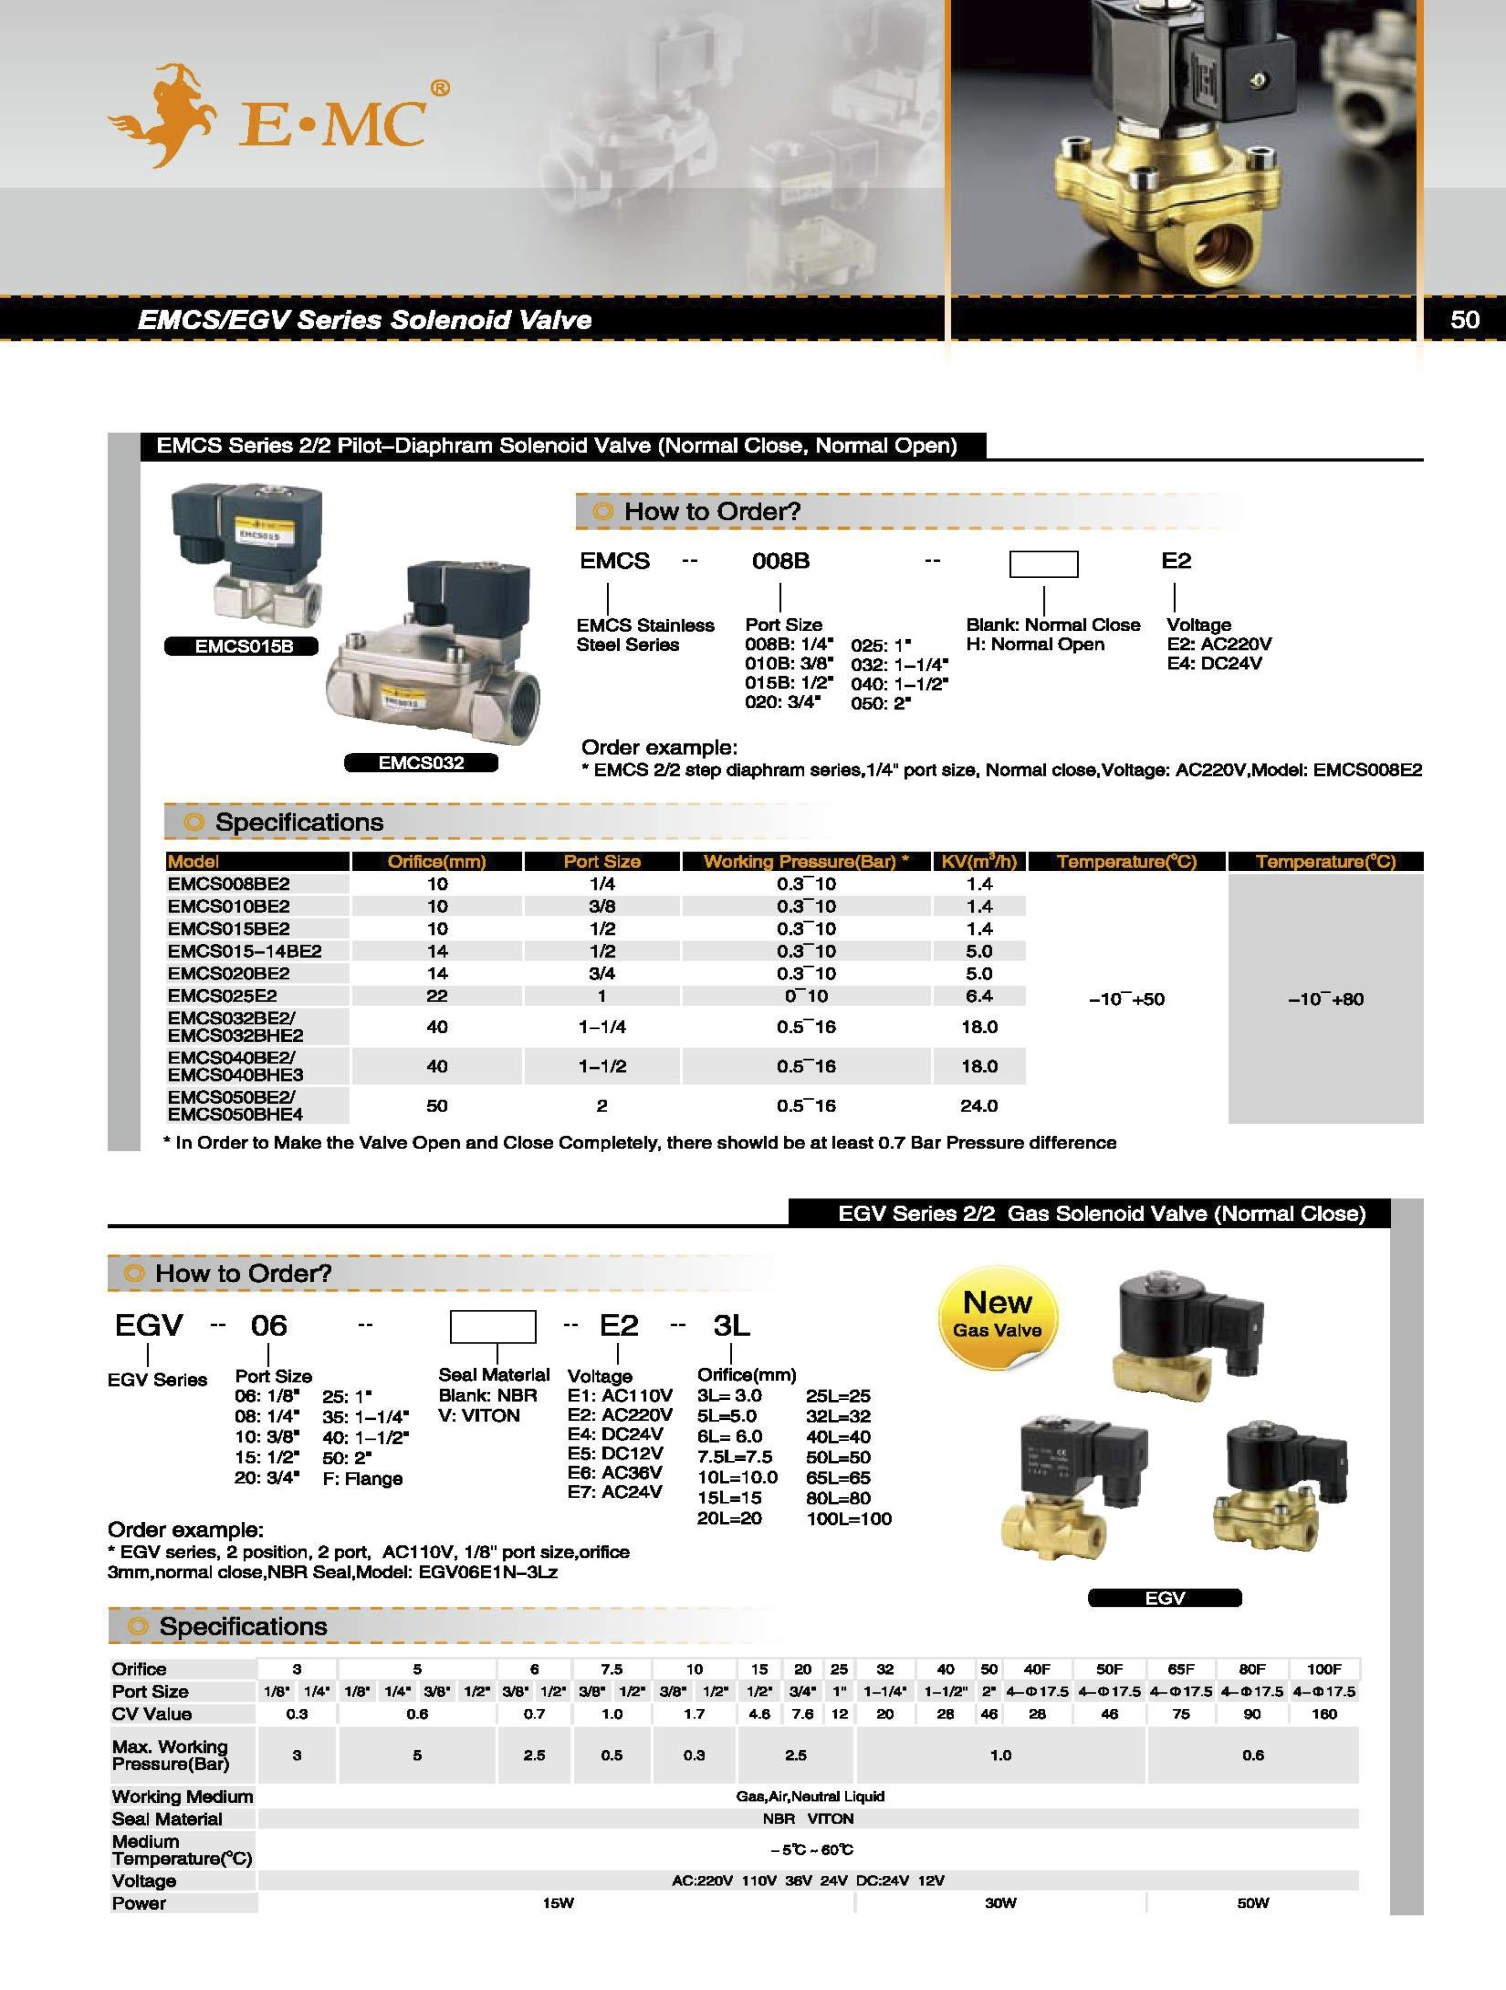 E•MC®
EMCS/EGV Series Solenoid Valve
50
EMCS Series 2/2 Pilot-Diaphram Solenoid Valve (Normal Close, Normal Open)
E•MC
EMCS015
EMCS015B
EMCS032
How to Order?
EMCS -- 008B -- E2
EMCS Stainless
Steel Series
Port Size
008B: 1/4" 025: 1"
010B: 3/8" 032: 1-1/4"
015B: 1/2" 040: 1-1/2"
020: 3/4" 050: 2"
Blank: Normal Close
H: Normal Open
Voltage
E2: AC220V
E4: DC24V
Order example:
* EMCS 2/2 step diaphram series,1/4" port size, Normal close,Voltage: AC220V,Model: EMCS008E2
Specifications
Model Orifice(mm) Port Size Working Pressure(Bar) * KV(m³/h) Temperature(°C) Temperature(°C)
EMCS008BE2 10 1/4 0.3‾10 1.4
EMCS010BE2 10 3/8 0.3‾10 1.4
EMCS015BE2 10 1/2 0.3‾10 1.4
EMCS015-14BE2 14 1/2 0.3‾10 5.0
EMCS020BE2 14 3/4 0.3‾10 5.0
EMCS025E2 22 1 0‾10 6.4 -10‾+50 -10‾+80
EMCS032BE2/
EMCS032BHE2 40 1-1/4 0.5‾16 18.0
EMCS040BE2/
EMCS040BHE3 40 1-1/2 0.5‾16 18.0
EMCS050BE2/
EMCS050BHE4 50 2 0.5‾16 24.0
* In Order to Make the Valve Open and Close Completely, there showld be at least 0.7 Bar Pressure difference
EGV Series 2/2 Gas Solenoid Valve (Normal Close)
How to Order?
EGV -- 06 -- -- E2 -- 3L
EGV Series
Port Size
06: 1/8" 25: 1"
08: 1/4" 35: 1-1/4"
10: 3/8" 40: 1-1/2"
15: 1/2" 50: 2"
20: 3/4" F: Flange
Seal Material
Blank: NBR
V: VITON
Voltage
E1: AC110V
E2: AC220V
E4: DC24V
E5: DC12V
E6: AC36V
E7: AC24V
Orifice(mm)
3L= 3.0 25L=25
5L=5.0 32L=32
6L= 6.0 40L=40
7.5L=7.5 50L=50
10L=10.0 65L=65
15L=15 80L=80
20L=20 100L=100
New
Gas Valve
EGV
Order example:
* EGV series, 2 position, 2 port, AC110V, 1/8" port size,orifice
3mm,normal close,NBR Seal,Model: EGV06E1N-3Lz
Specifications
Orifice 3 5 6 7.5 10 15 20 25 32 40 50 40F 50F 65F 80F 100F
Port Size 1/8" 1/4" 1/8" 1/4" 3/8" 1/2" 3/8" 1/2" 3/8" 1/2" 3/8" 1/2" 1/2" 3/4" 1" 1-1/4" 1-1/2" 2" 4-Φ17.5 4-Φ17.5 4-Φ17.5 4-Φ17.5 4-Φ17.5
CV Value 0.3 0.6 0.7 1.0 1.7 4.6 7.6 12 20 28 46 28 46 75 90 160
Max. Working
Pressure(Bar) 3 5 2.5 0.5 0.3 2.5 1.0 0.6
Working Medium Gas,Air,Neutral Liquid
Seal Material NBR VITON
Medium
Temperature(°C) -5℃~60℃
Voltage AC:220V 110V 36V 24V DC:24V 12V
Power 15W 30W 50W